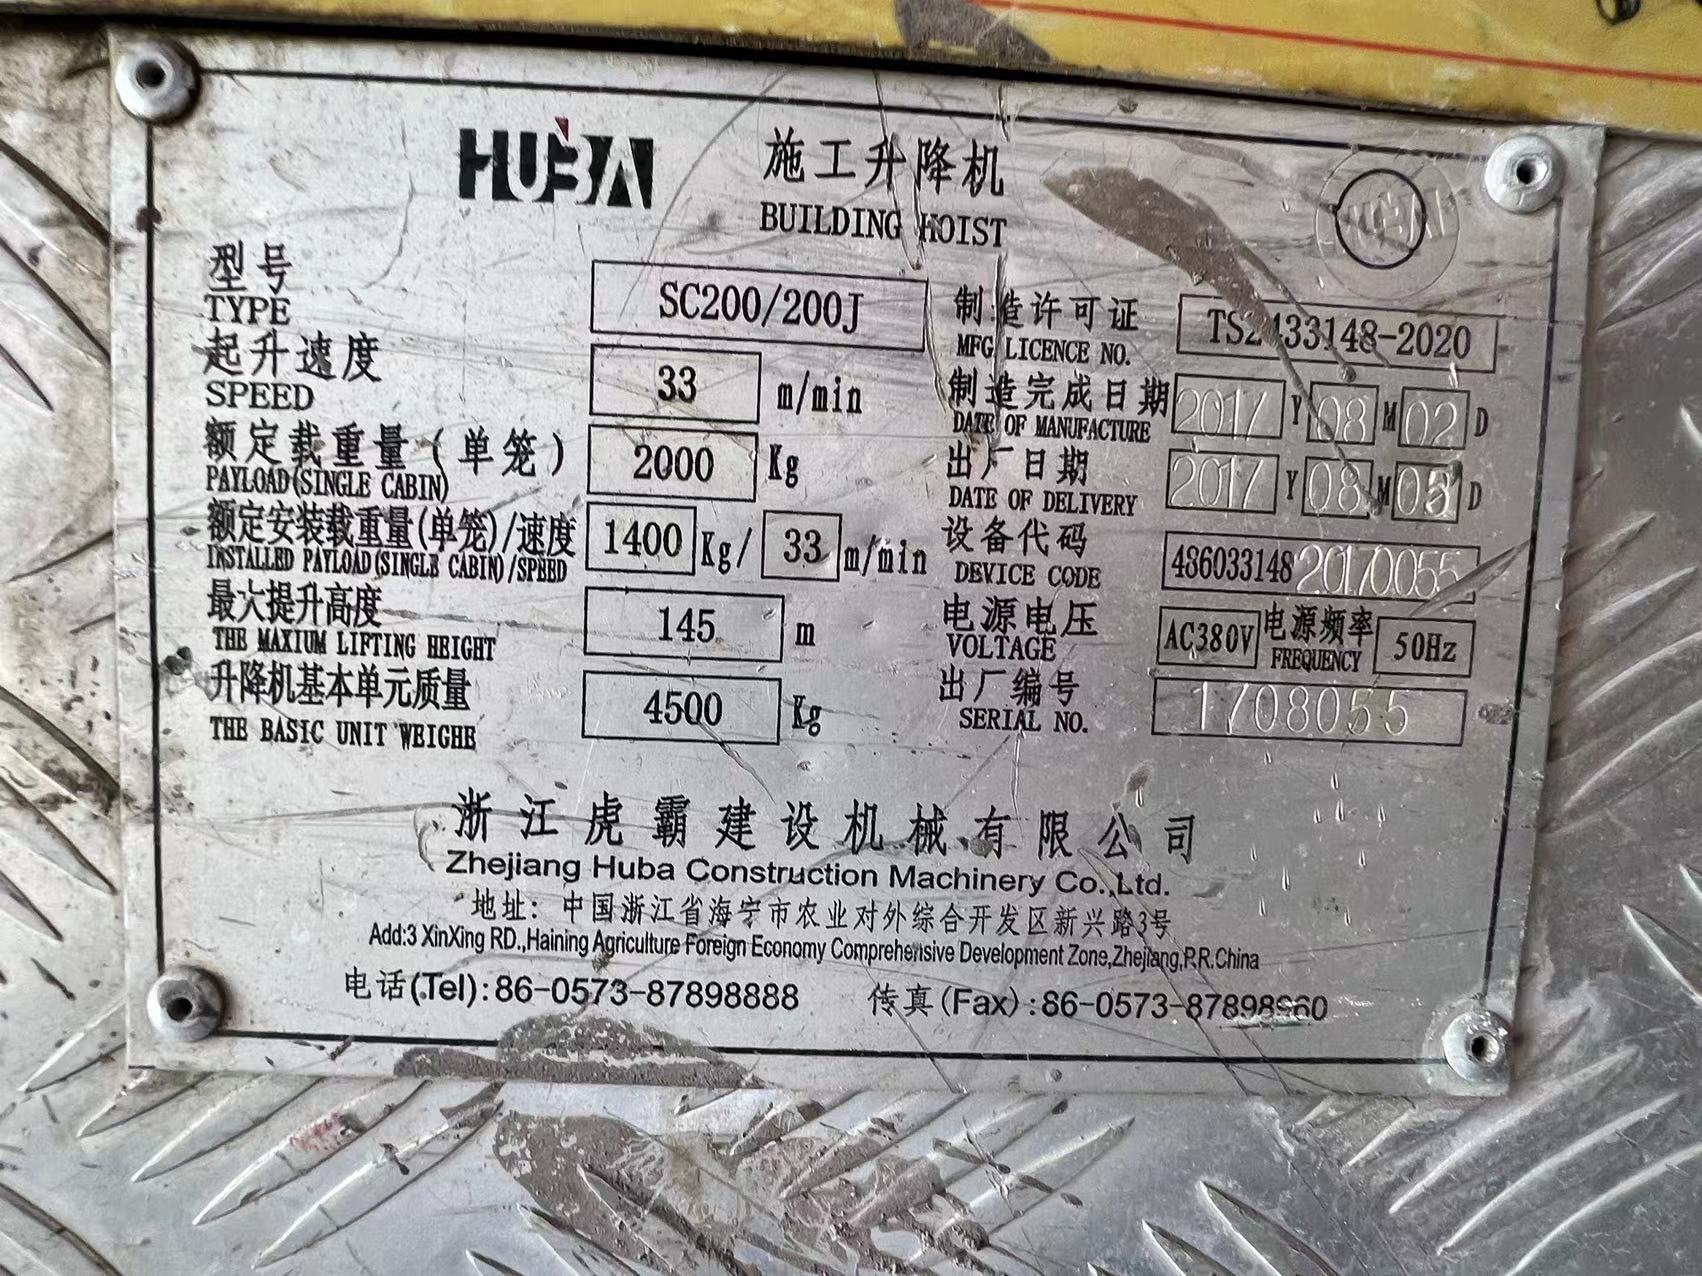 HUBA
施工升降机
BUILDING HOIST
型号 SC200/200J
TYPE
起升速度 33 m/min
SPEED
额定载重量(单笼) 2000 Kg
PAYLOAD(SINGLE CABIN)
额定安装载重量(单笼)/速度 1400 Kg/ 33 m/min
INSTALLED PAYLOAD(SINGLE CABIN)/SPEED
最大提升高度 145 m
THE MAXIUM LIFTING HEIGHT
升降机基本单元质量 4500 Kg
THE BASIC UNIT WEIGHE
制造许可证 TS2433148-2020
MFG LICENCE NO.
制造完成日期 2017 Y 08 M 02 D
DATE OF MANUFACTURE
出厂日期 2017 Y 08 M D
DATE OF DELIVERY
设备代码 48603314820170055
DEVICE CODE
电源电压 AC380V 电源频率 50Hz
VOLTAGE FREQUENCY
出厂编号 1708055
SERIAL NO.
浙江虎霸建设机械有限公司
Zhejiang Huba Construction Machinery Co.,Ltd.
地址：中国浙江省海宁市农业对外综合开发区新兴路3号
Add:3 XinXing RD.,Haining Agriculture Foreign Economy Comprehensive Development Zone,Zhejiang,P.R.China
电话(Tel):86-0573-87898888
传真(Fax):86-0573-87898960